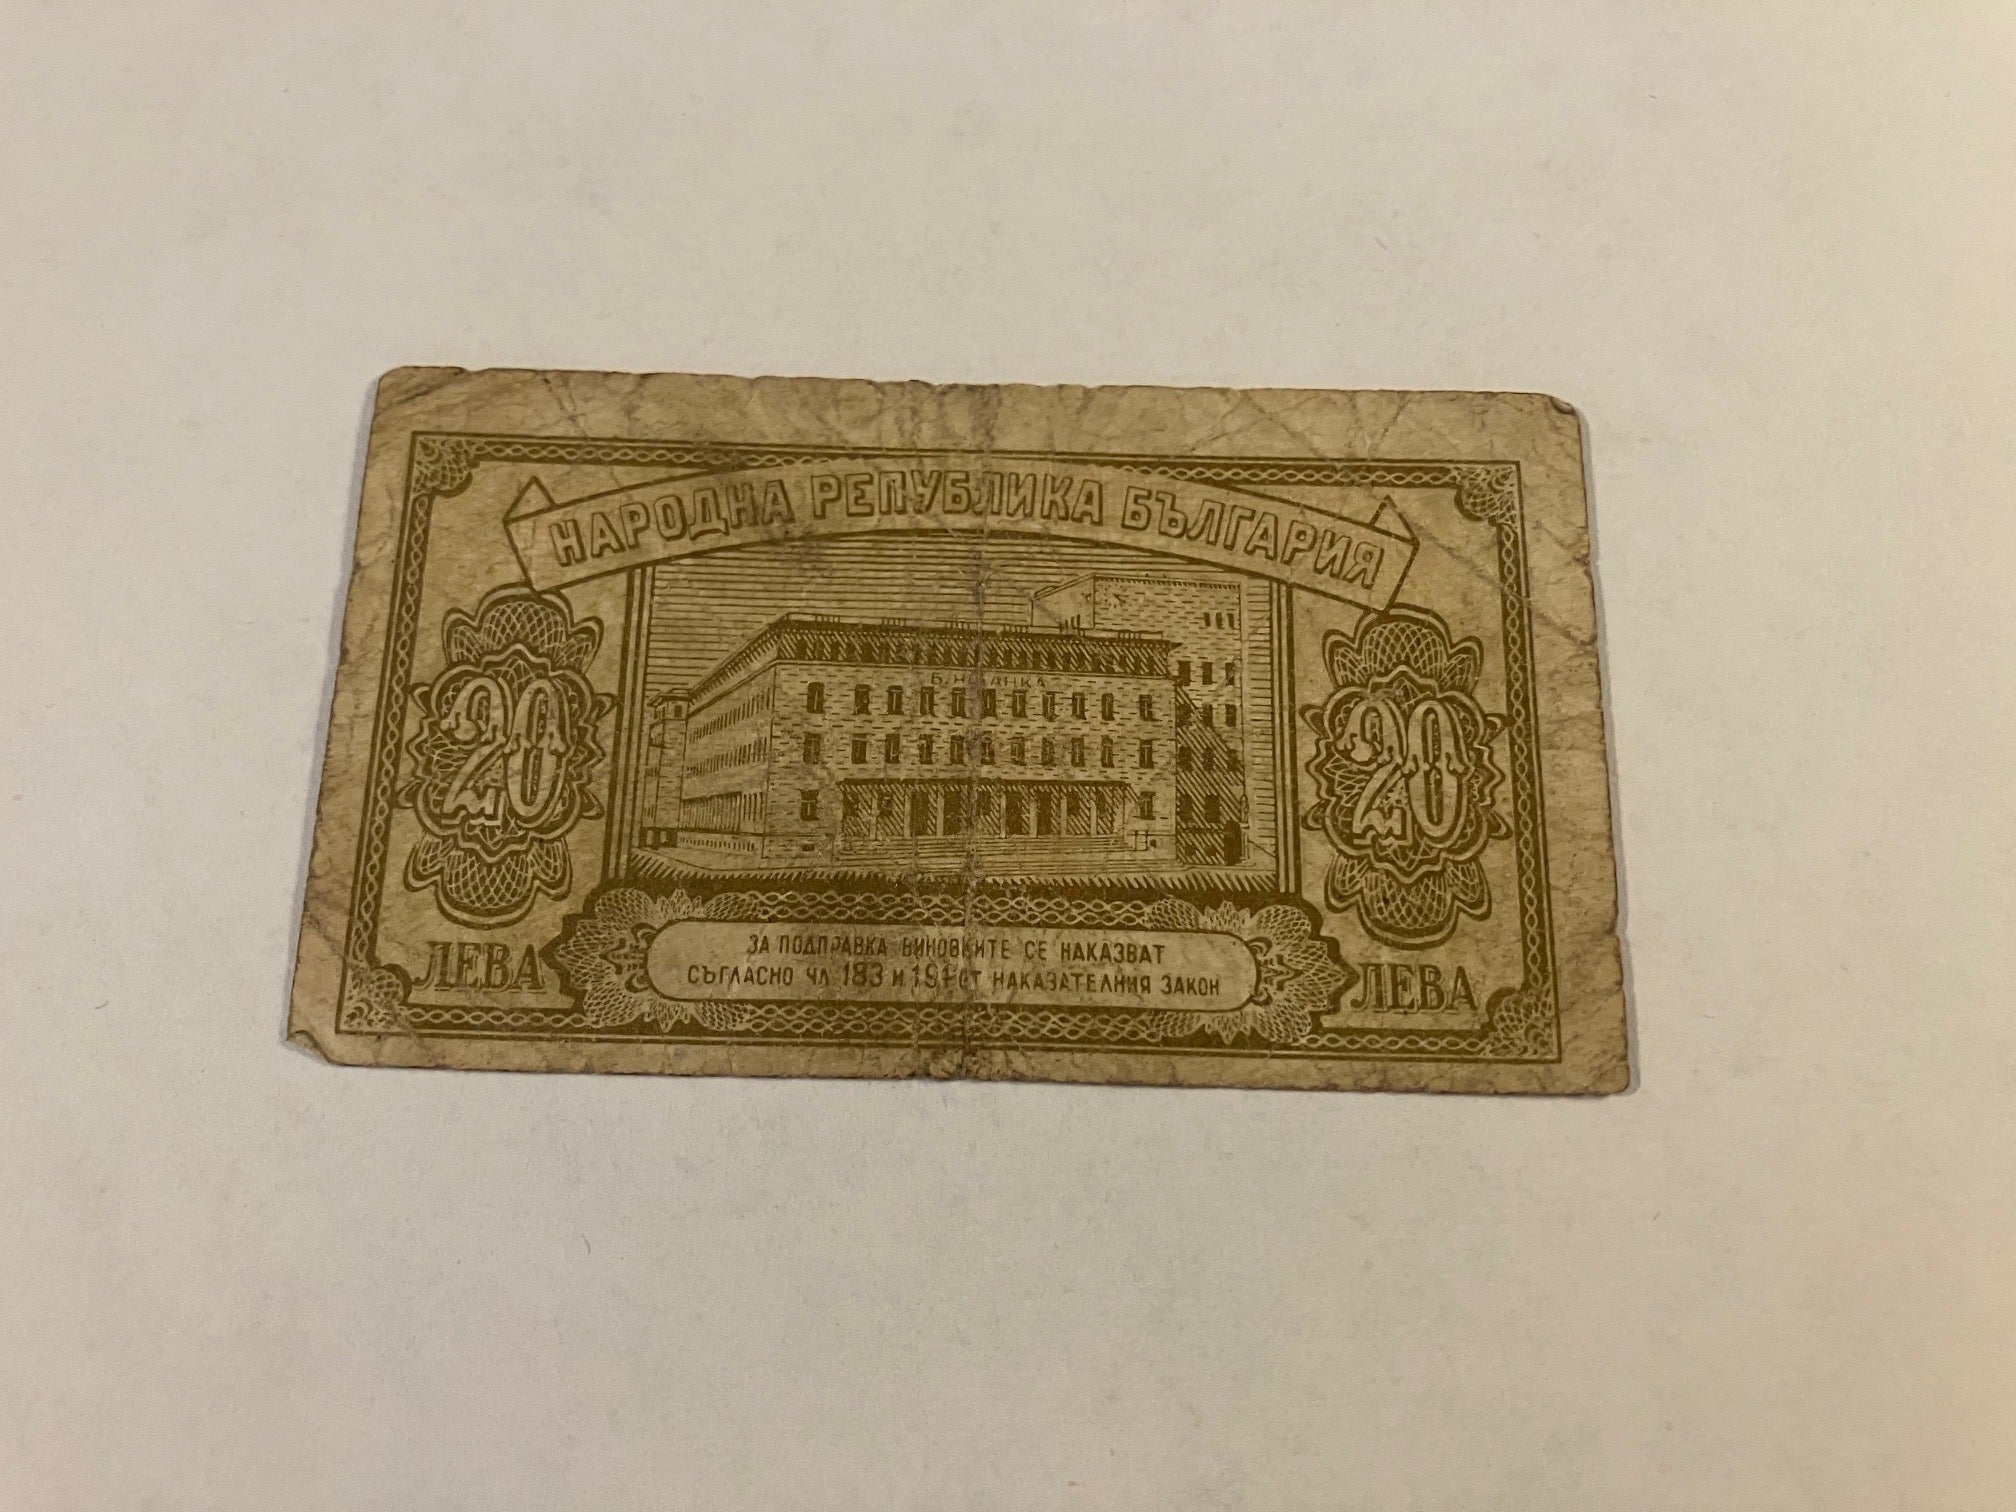 НАРОДНА РЕПУБЛИКА БЪЛГАРИЯ
Б. Н. БАНКА
20
20
ЛЕВА
ЗА ПОДПРАВКА ВИНОВНИТЕ СЕ НАКАЗВАТ
СЪГЛАСНО ЧЛ 183 И 191 ОТ НАКАЗАТЕЛНИЯ ЗАКОН
ЛЕВА